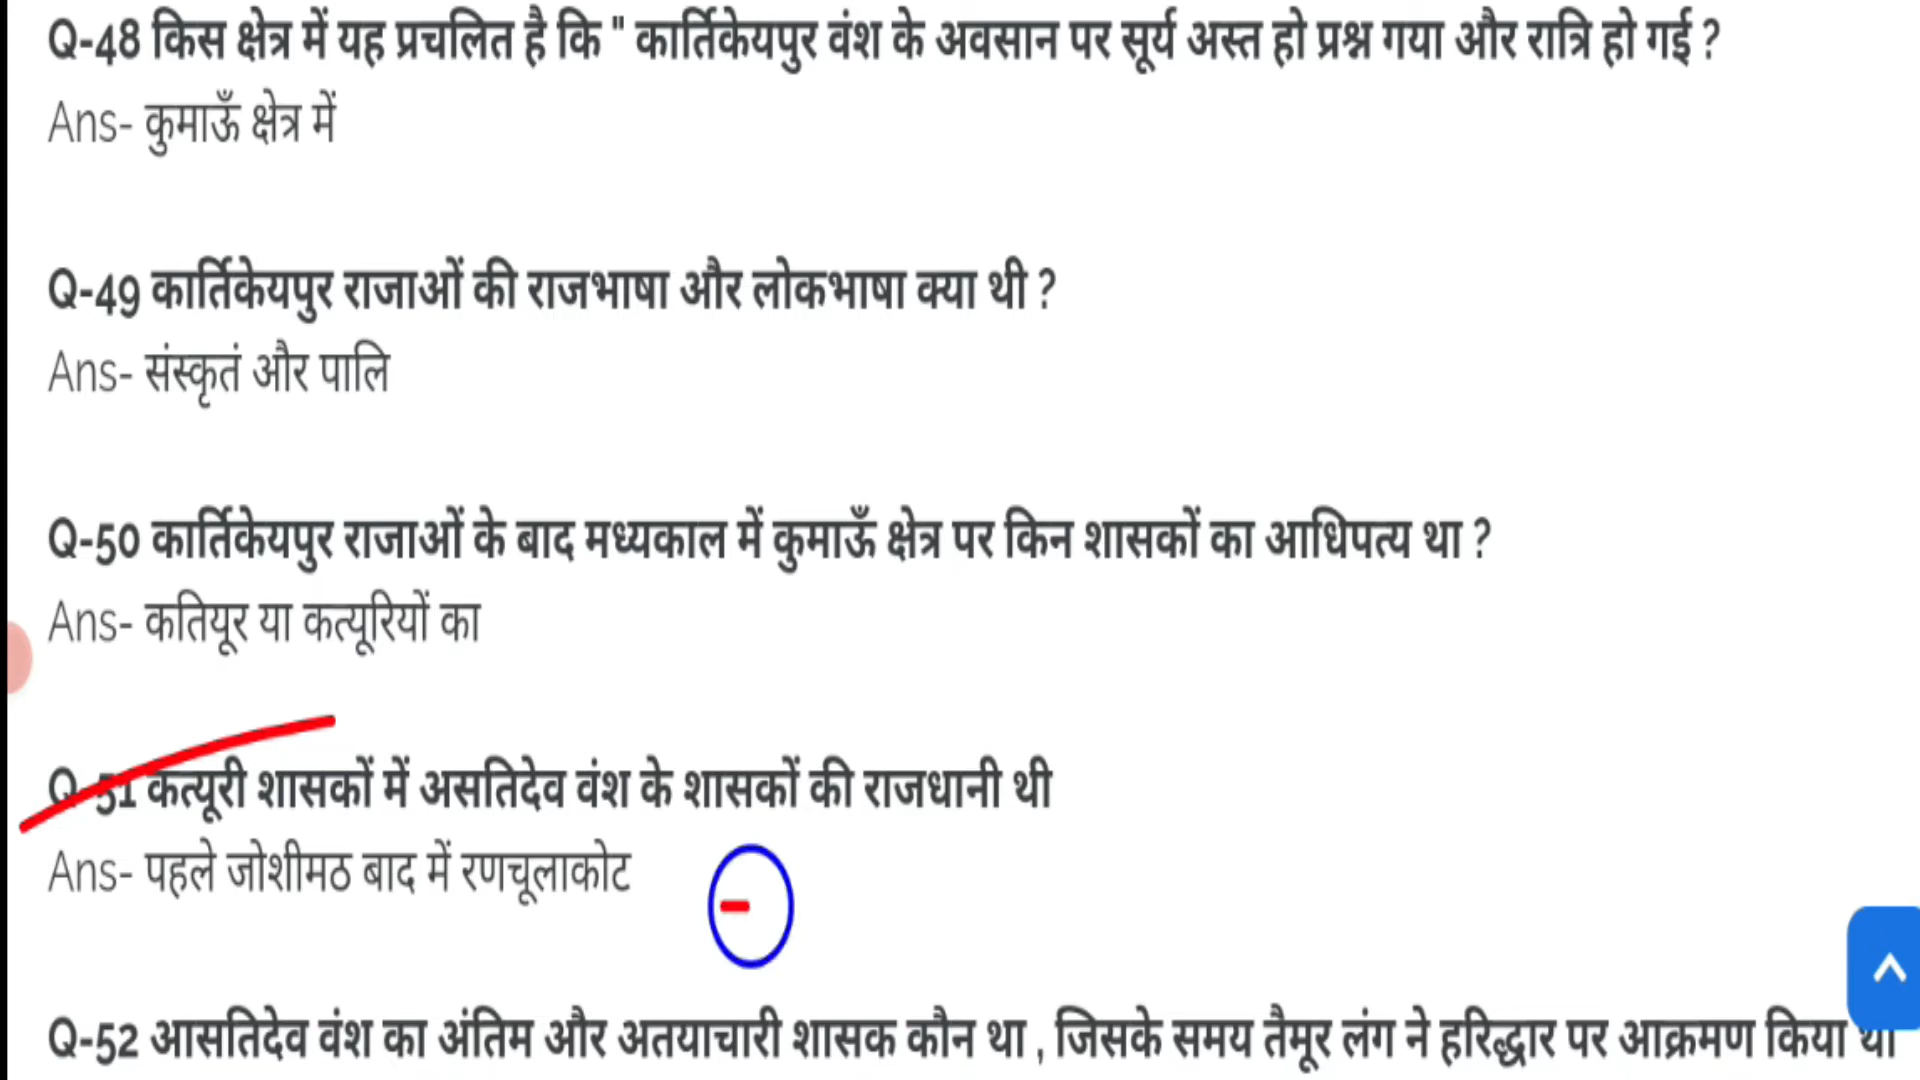 Q-48 किस क्षेत्र में यह प्रचलित है कि " कार्तिकेयपुर वंश के अवसान पर सूर्य अस्त हो प्रश्न गया और रात्रि हो गई ?
Ans- कुमाऊँ क्षेत्र में
Q-49 कार्तिकेयपुर राजाओं की राजभाषा और लोकभाषा क्या थी ?
Ans- संस्कृतं और पालि
Q-50 कार्तिकेयपुर राजाओं के बाद मध्यकाल में कुमाऊँ क्षेत्र पर किन शासकों का आधिपत्य था ?
Ans- कतियूर या कत्यूरियों का
Q-51 कत्यूरी शासकों में असतिदेव वंश के शासकों की राजधानी थी
Ans- पहले जोशीमठ बाद में रणचूलाकोट
Q-52 आसतिदेव वंश का अंतिम और अतयाचारी शासक कौन था , जिसके समय तैमूर लंग ने हरिद्धार पर आक्रमण किया था